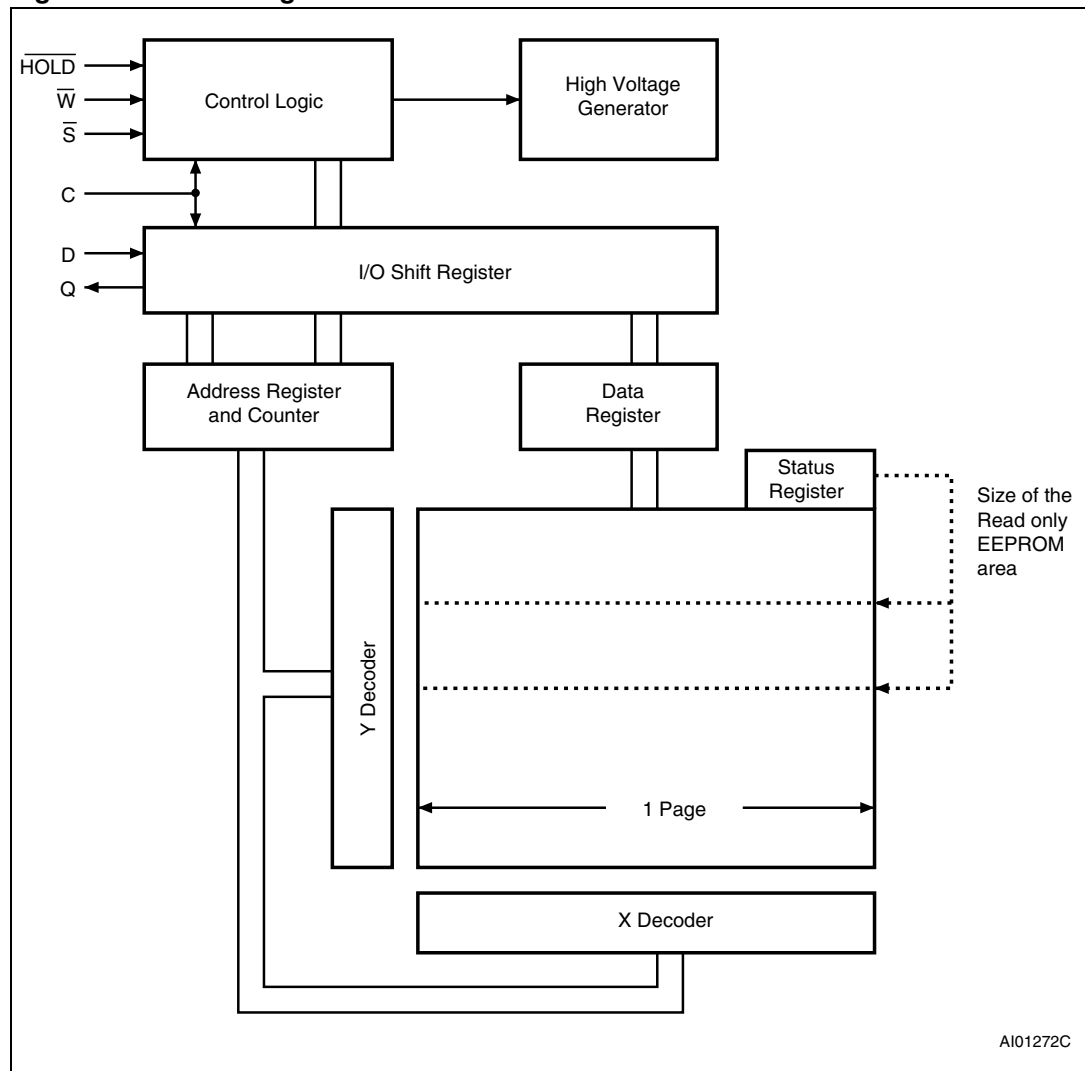 H̅O̅L̅D̅
W̅
S̅
C
D
Q
Control Logic
High Voltage
Generator
I/O Shift Register
Address Register
and Counter
Data
Register
Status
Register
Size of the
Read only
EEPROM
area
Y Decoder
1 Page
X Decoder
AI01272C